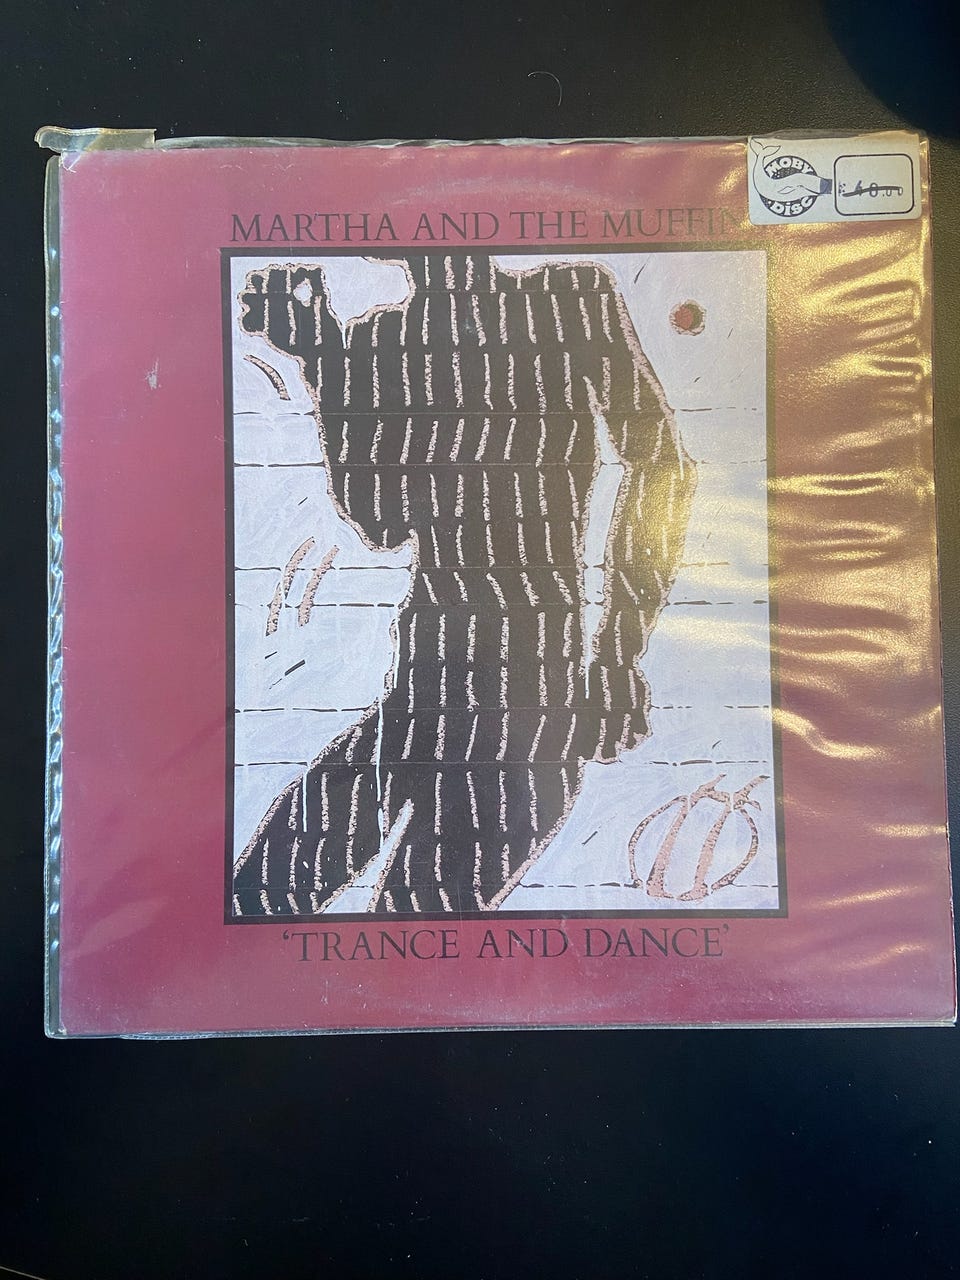 MOBY
DISC
MARTHA AND THE MUFFIN
'TRANCE AND DANCE'